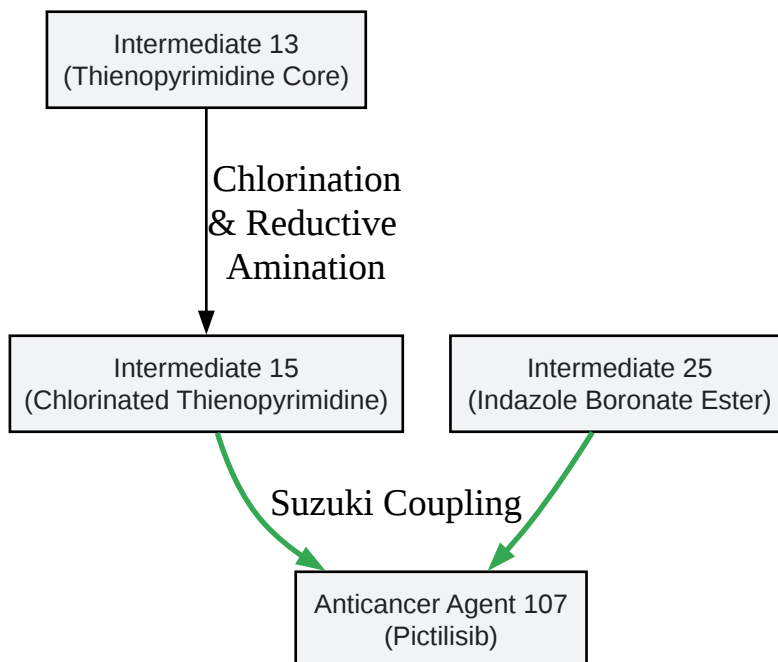 Intermediate 13
(Thienopyrimidine Core)
Chlorination
& Reductive
Amination
Intermediate 15
(Chlorinated Thienopyrimidine)
Intermediate 25
(Indazole Boronate Ester)
Suzuki Coupling
Anticancer Agent 107
(Pictilisib)